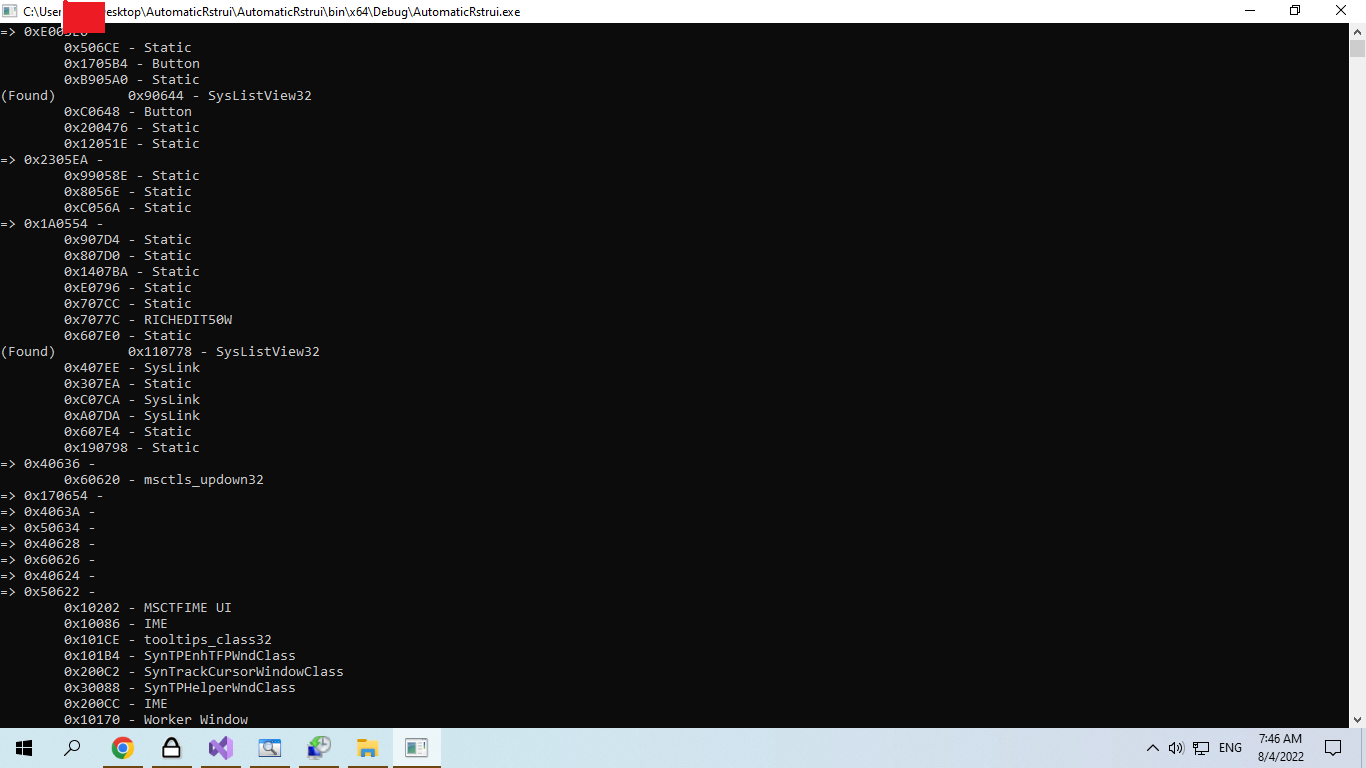 C:\User esktop\AutomaticRstrui\AutomaticRstrui\bin\x64\Debug\AutomaticRstrui.exe
=> 
0x506CE - Static
0x1705B4 - Button
0xB905A0 - Static
(Found) 0x90644 - SysListView32
0xC0648 - Button
0x200476 - Static
0x12051E - Static
=> 0x2305EA -
0x99058E - Static
0x8056E - Static
0xC056A - Static
=> 0x1A0554 -
0x907D4 - Static
0x807D0 - Static
0x1407BA - Static
0xE0796 - Static
0x707CC - Static
0x7077C - RICHEDIT50W
0x607E0 - Static
(Found) 0x110778 - SysListView32
0x407EE - SysLink
0x307EA - Static
0xC07CA - SysLink
0xA07DA - SysLink
0x607E4 - Static
0x190798 - Static
=> 0x40636 -
0x60620 - msctls_updown32
=> 0x170654 -
=> 0x4063A -
=> 0x50634 -
=> 0x40628 -
=> 0x60626 -
=> 0x40624 -
=> 0x50622 -
0x10202 - MSCTFIME UI
0x10086 - IME
0x101CE - tooltips_class32
0x101B4 - SynTPEnhTFPWndClass
0x200C2 - SynTrackCursorWindowClass
0x30088 - SynTPHelperWndClass
0x200CC - IME
0x10170 - Worker Window
ENG
7:46 AM
8/4/2022